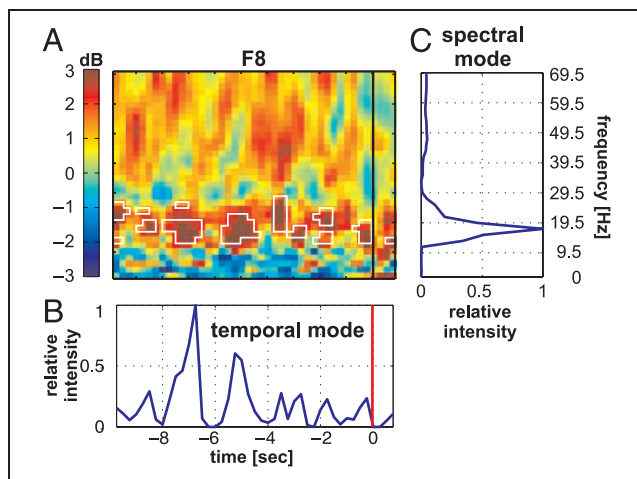 A
dB
F8
3
2
1
0
−1
−2
−3
C spectral
mode
69.5
59.5
49.5
39.5
29.5
19.5
9.5
0
frequency [Hz]
0 0.5 1
relative
intensity
B
temporal mode
relative
intensity
1
0.5
0
−8 −6 −4 −2 0
time [sec]